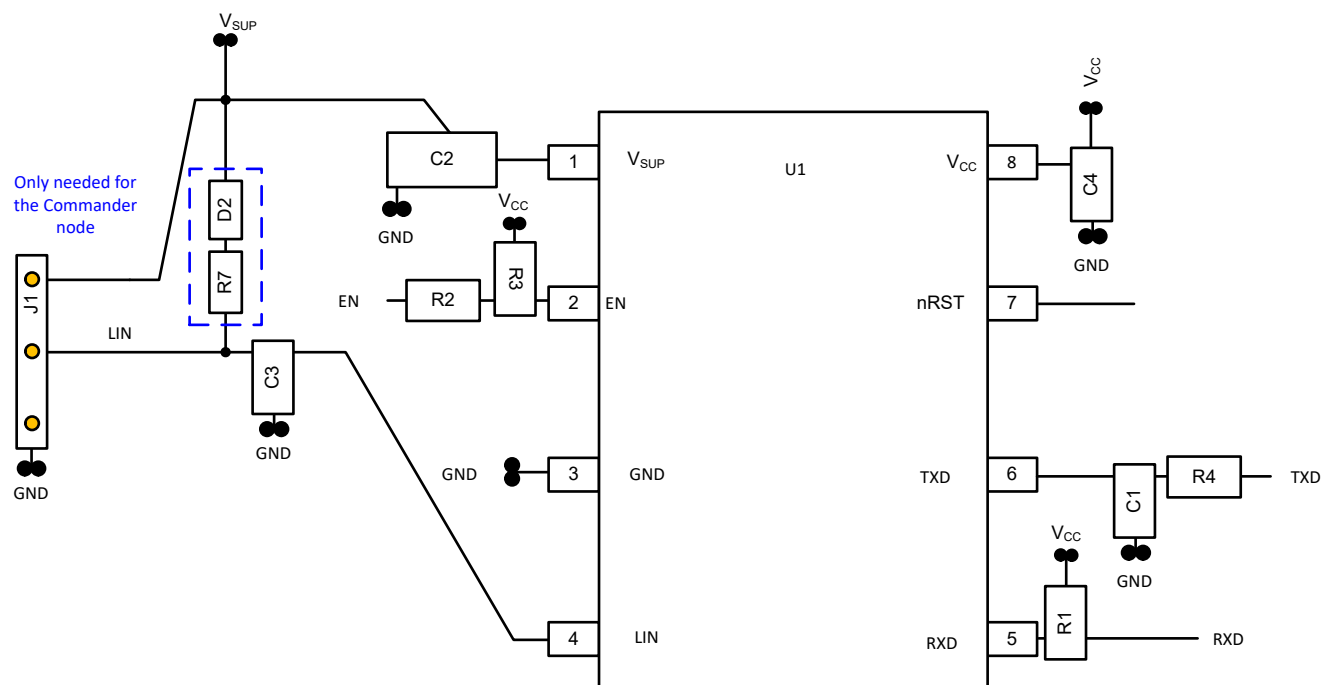 VSUP
VCC
C2
1
VSUP
U1
VCC
8
C4
Only needed for
the Commander
node
D2
GND
VCC
GND
R7
J1
EN
R2
R3
2
EN
nRST
7
LIN
C3
GND
GND
3
GND
TXD
6
C1
R4
TXD
GND
VCC
GND
4
LIN
RXD
5
R1
RXD